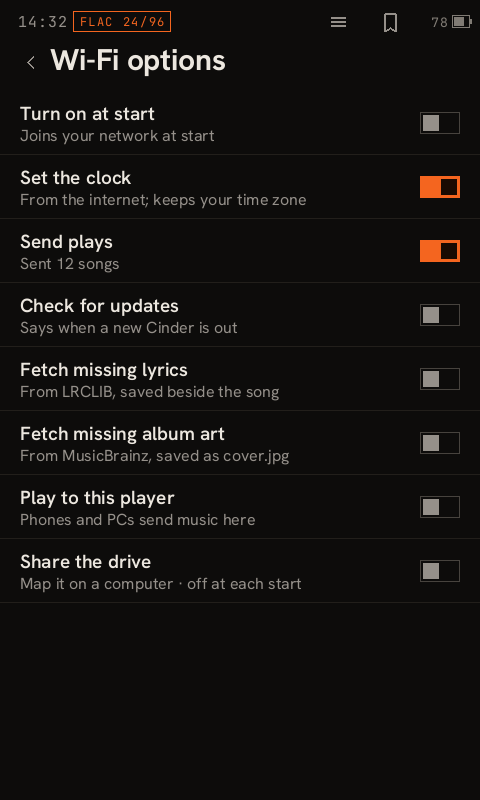 14:32 FLAC 24/96 78
Wi-Fi options
Turn on at start
Joins your network at start
Set the clock
From the internet; keeps your time zone
Send plays
Sent 12 songs
Check for updates
Says when a new Cinder is out
Fetch missing lyrics
From LRCLIB, saved beside the song
Fetch missing album art
From MusicBrainz, saved as cover.jpg
Play to this player
Phones and PCs send music here
Share the drive
Map it on a computer · off at each start